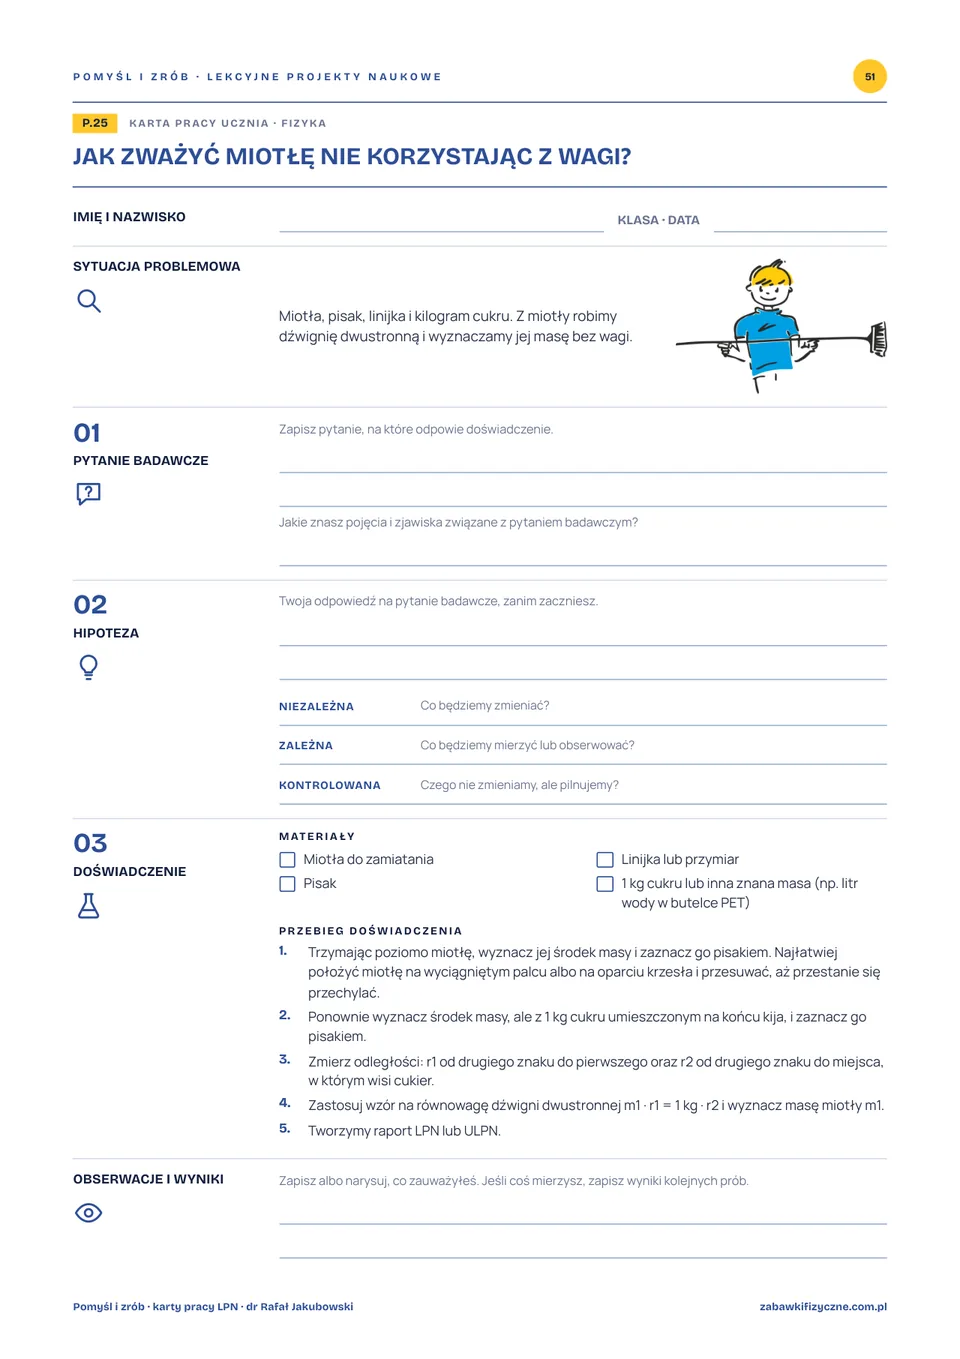 POMYŚL I ZRÓB · LEKCYJNE PROJEKTY NAUKOWE
51
P.25 KARTA PRACY UCZNIA · FIZYKA
JAK ZWAŻYĆ MIOTŁĘ NIE KORZYSTAJĄC Z WAGI?
IMIĘ I NAZWISKO
KLASA · DATA
SYTUACJA PROBLEMOWA
Miotła, pisak, linijka i kilogram cukru. Z miotły robimy
dźwignię dwustronną i wyznaczamy jej masę bez wagi.
01
PYTANIE BADAWCZE
?
Zapisz pytanie, na które odpowie doświadczenie.
Jakie znasz pojęcia i zjawiska związane z pytaniem badawczym?
02
HIPOTEZA
Twoja odpowiedź na pytanie badawcze, zanim zaczniesz.
NIEZALEŻNA Co będziemy zmieniać?
ZALEŻNA Co będziemy mierzyć lub obserwować?
KONTROLOWANA Czego nie zmieniamy, ale pilnujemy?
03
DOŚWIADCZENIE
MATERIAŁY
Miotła do zamiatania
Linijka lub przymiar
Pisak
1 kg cukru lub inna znana masa (np. litr
wody w butelce PET)
PRZEBIEG DOŚWIADCZENIA
1. Trzymając poziomo miotłę, wyznacz jej środek masy i zaznacz go pisakiem. Najłatwiej
położyć miotłę na wyciągniętym palcu albo na oparciu krzesła i przesuwać, aż przestanie się
przechylać.
2. Ponownie wyznacz środek masy, ale z 1 kg cukru umieszczonym na końcu kija, i zaznacz go
pisakiem.
3. Zmierz odległości: r1 od drugiego znaku do pierwszego oraz r2 od drugiego znaku do miejsca,
w którym wisi cukier.
4. Zastosuj wzór na równowagę dźwigni dwustronnej m1 · r1 = 1 kg · r2 i wyznacz masę miotły m1.
5. Tworzymy raport LPN lub ULPN.
OBSERWACJE I WYNIKI
Zapisz albo narysuj, co zauważyłeś. Jeśli coś mierzysz, zapisz wyniki kolejnych prób.
Pomyśl i zrób · karty pracy LPN · dr Rafał Jakubowski
zabawkifizyczne.com.pl